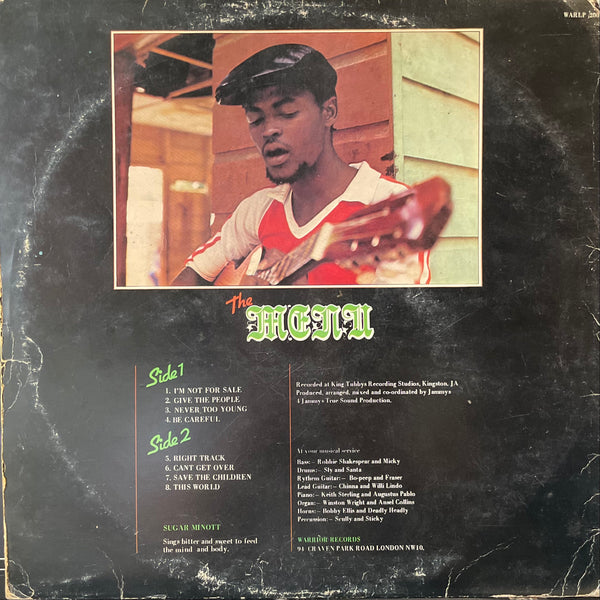 WARLP 200
The
MENU
Side 1
1. I'M NOT FOR SALE
2. GIVE THE PEOPLE
3. NEVER TOO YOUNG
4. BE CAREFUL
Side 2
5. RIGHT TRACK
6. CANT GET OVER
7. SAVE THE CHILDREN
8. THIS WORLD
SUGAR MINOTT
Sings bitter and sweet to feed
the mind and body.
Recorded at King Tubbys Recording Studios, Kingston, JA
Produced, arranged, mixed and co-ordinated by Jammys
4 Jammys True Sound Production.
At your musical service
Bass:– Robbie Shakespear and Micky
Drums:– Sly and Santa
Rythem Guitar:– Bo-peep and Fraser
Lead Guitar:– Chinna and Willi Lindo
Piano:– Keith Sterling and Augustus Pablo
Organ:– Winston Wright and Ansel Collins
Horns:– Bobby Ellis and Deadly Headly
Percussion:– Scully and Sticky
WARRIOR RECORDS
94 CRAVEN PARK ROAD LONDON NW10.